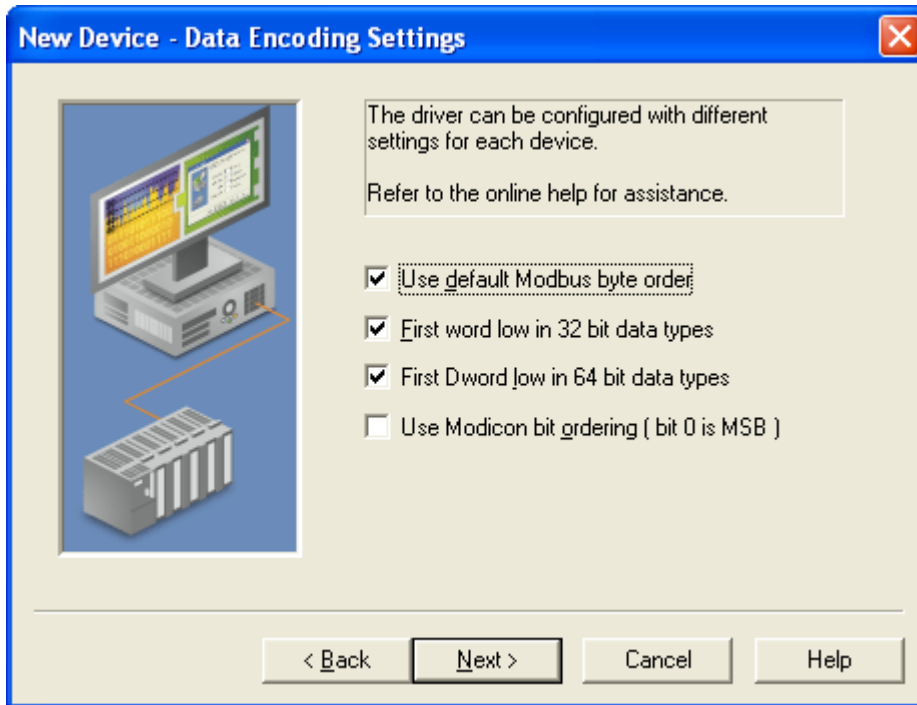 New Device - Data Encoding Settings
The driver can be configured with different
settings for each device.
Refer to the online help for assistance.
Use default Modbus byte order
First word low in 32 bit data types
First Dword low in 64 bit data types
Use Modicon bit ordering ( bit 0 is MSB )
< Back
Next >
Cancel
Help